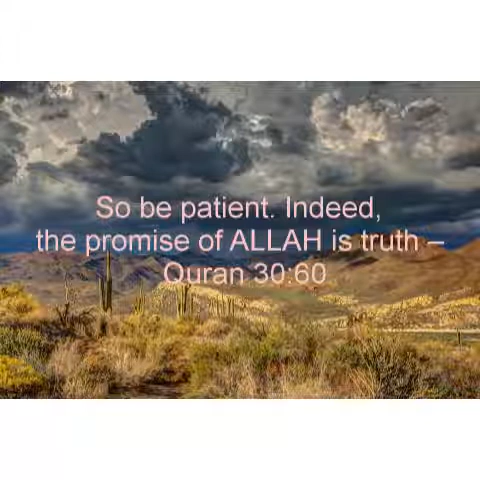 So be patient. Indeed,
the promise of ALLAH is truth –
Quran 30:60